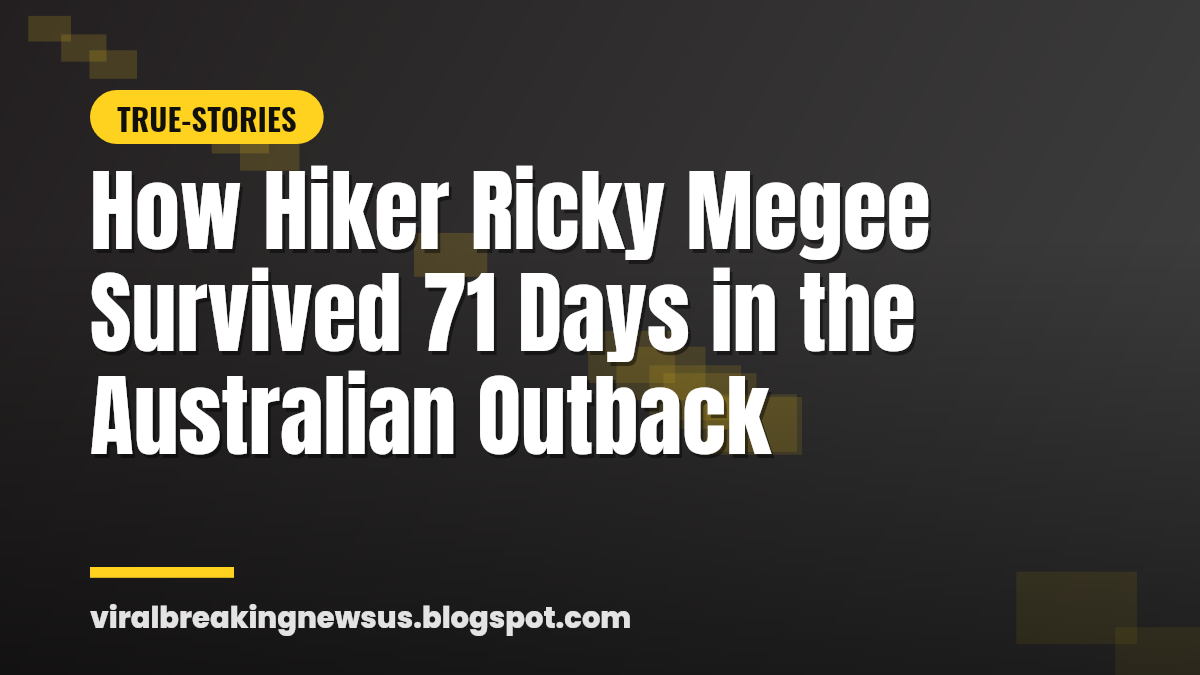 TRUE-STORIES
How Hiker Ricky Megee
Survived 71 Days in the
Australian Outback
viralbreakingnewsus.blogspot.com